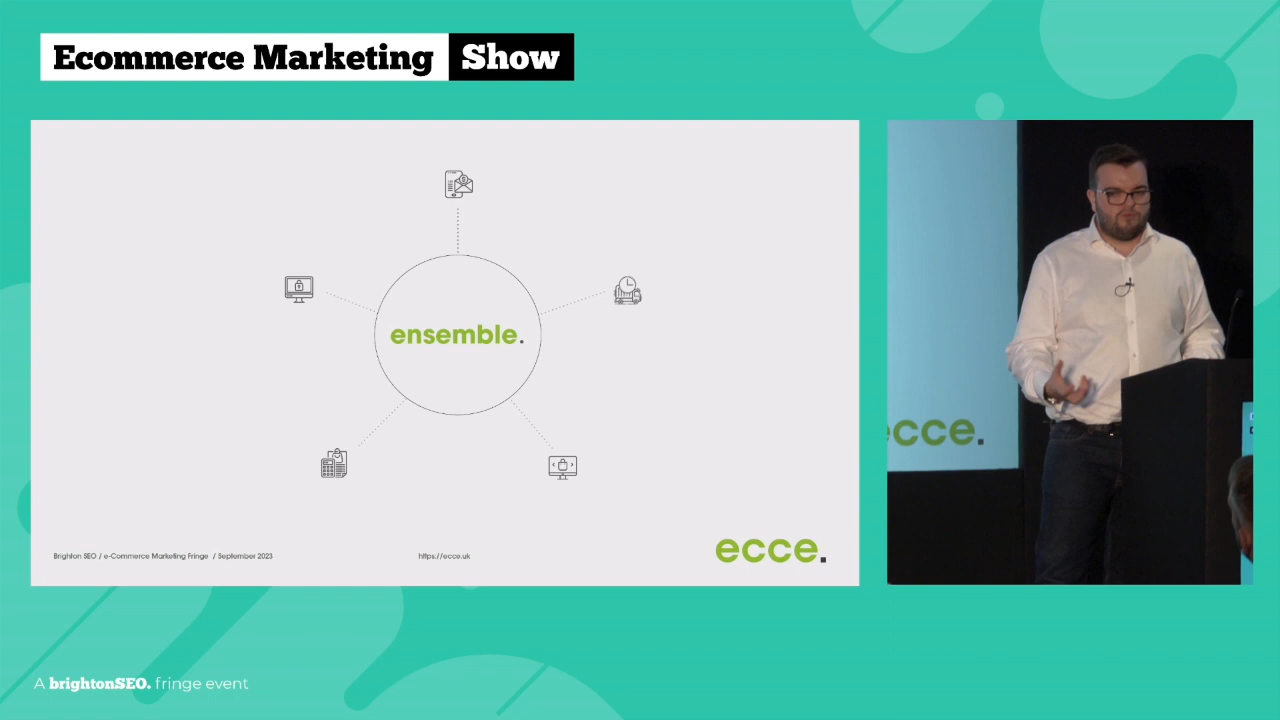 Ecommerce Marketing Show
ensemble.
Brighton SEO / e-Commerce Marketing Fringe / September 2023
https://ecce.uk
ecce.
ecce.
A brightonSEO. fringe event